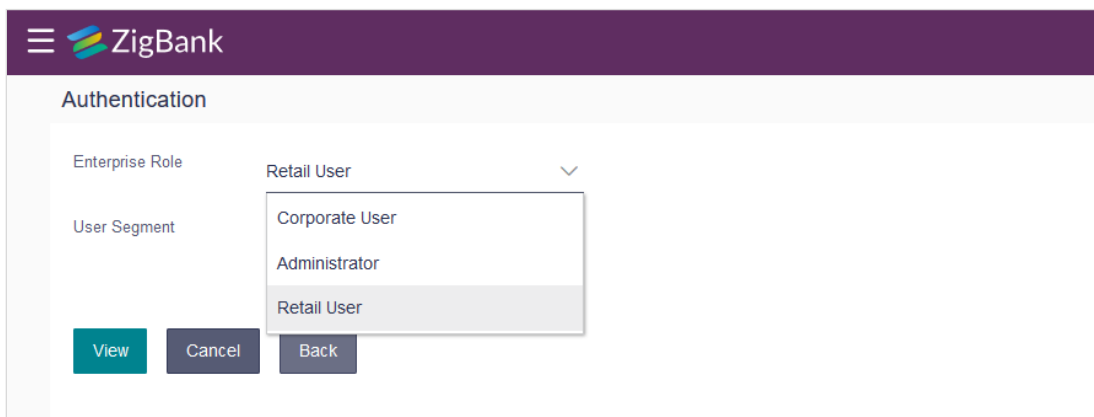 ZigBank
Authentication
Enterprise Role
Retail User
User Segment
Corporate User
Administrator
Retail User
View
Cancel
Back